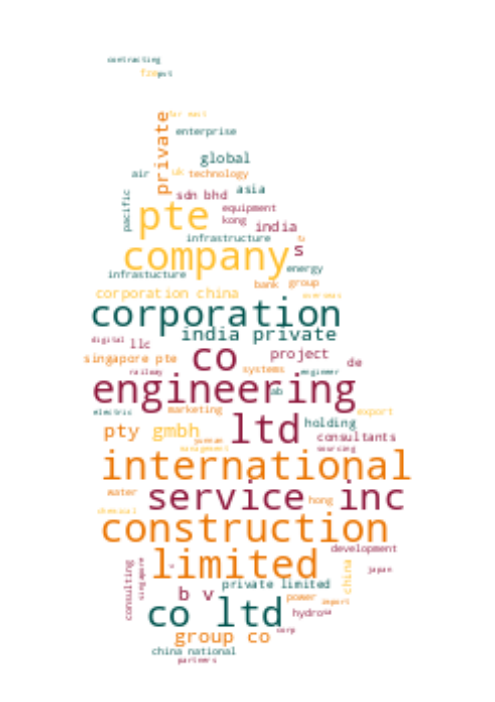 contracting
fze pvt
far east
private
enterprise
global
air uk technology
pacific
sdn bhd asia
equipment
pte kong india
infrastructure
company s
energy
infrastucture
bank group
corporation china overseas
corporation
india private
digital llc
co project
singapore pte de
railway systems engineer
engineering
ab
electric marketing export
ltd holding
pty gmbh consultants
yunnan
management sourcing
international
water
service inc
hong
chemical
construction
development
limited
japan
consulting
singapore
private limited
china
b v
power import
co ltd
hydro
corp
group co
china national
partners